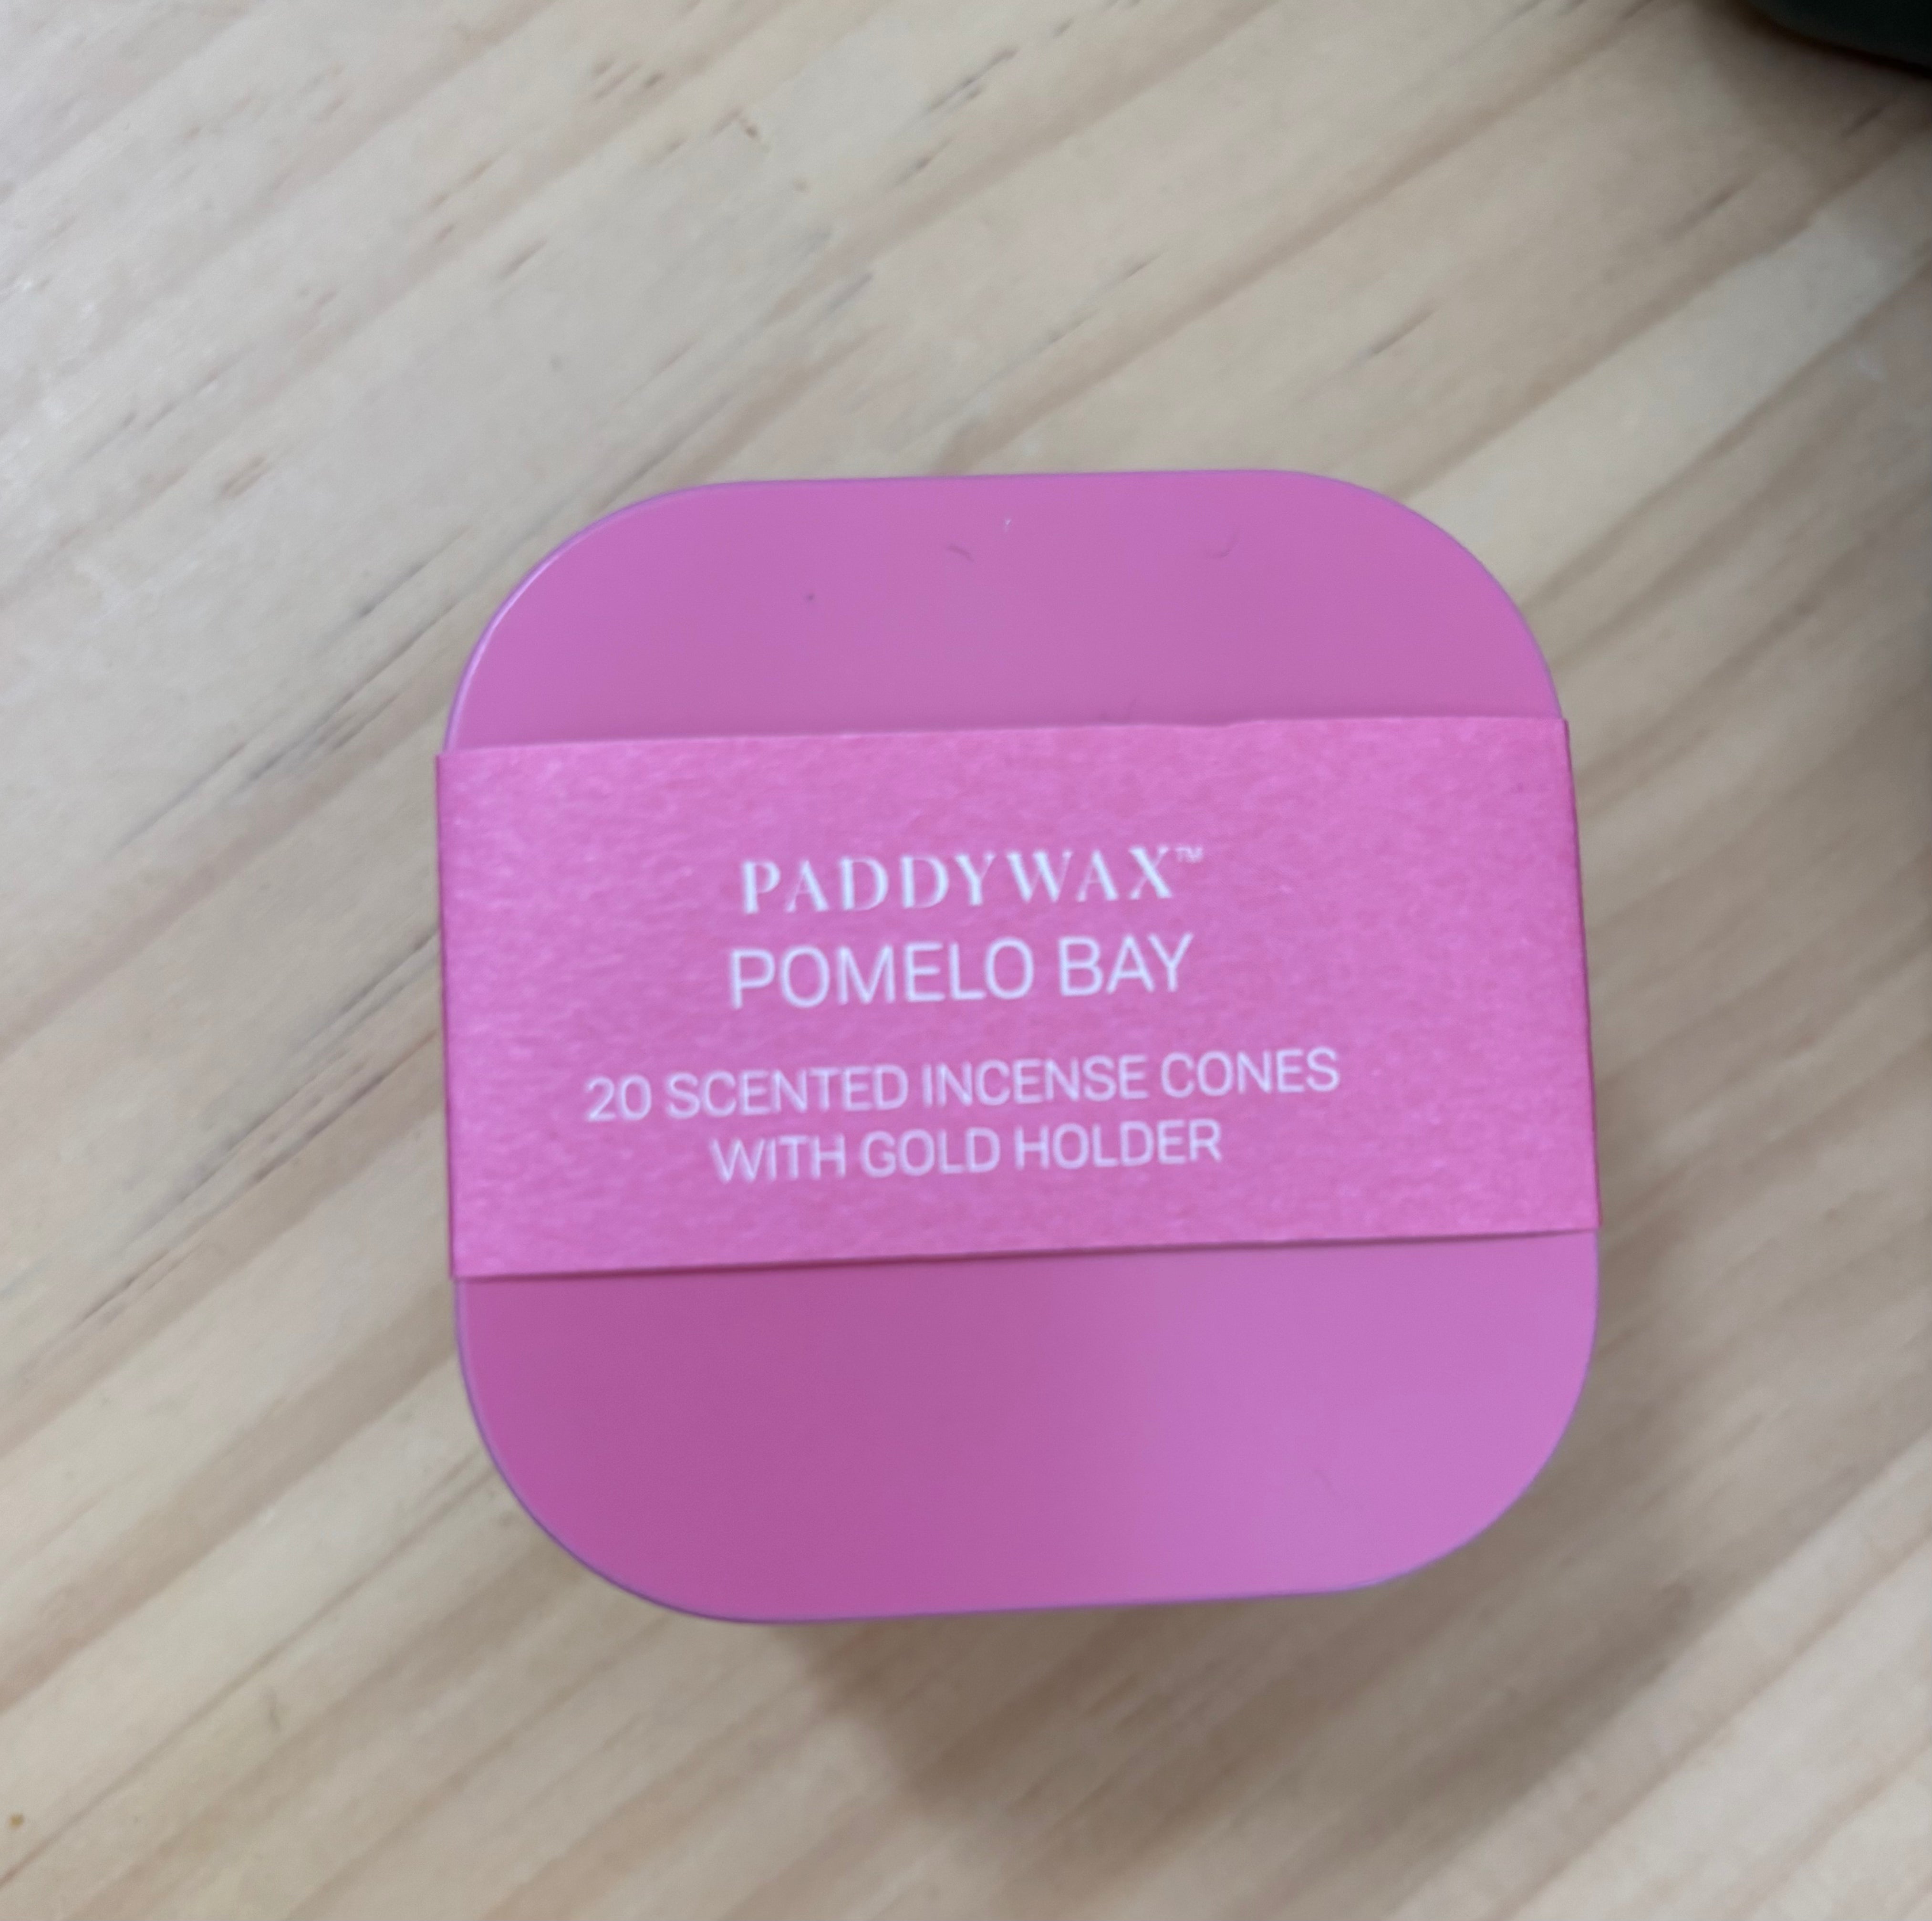 PADDYWAX™
POMELO BAY
20 SCENTED INCENSE CONES
WITH GOLD HOLDER